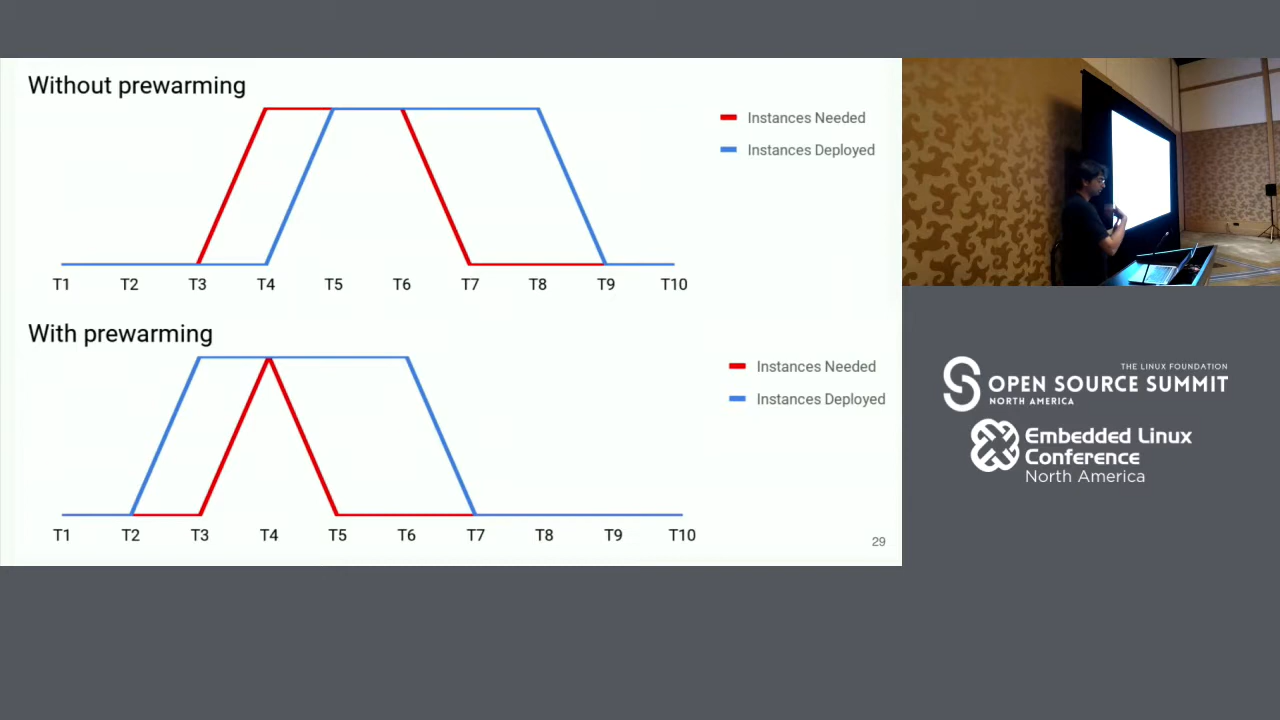 Without prewarming
Instances Needed
Instances Deployed
T1 T2 T3 T4 T5 T6 T7 T8 T9 T10
With prewarming
Instances Needed
Instances Deployed
T1 T2 T3 T4 T5 T6 T7 T8 T9 T10
29
THE LINUX FOUNDATION
OPEN SOURCE SUMMIT
NORTH AMERICA
Embedded Linux
Conference
North America